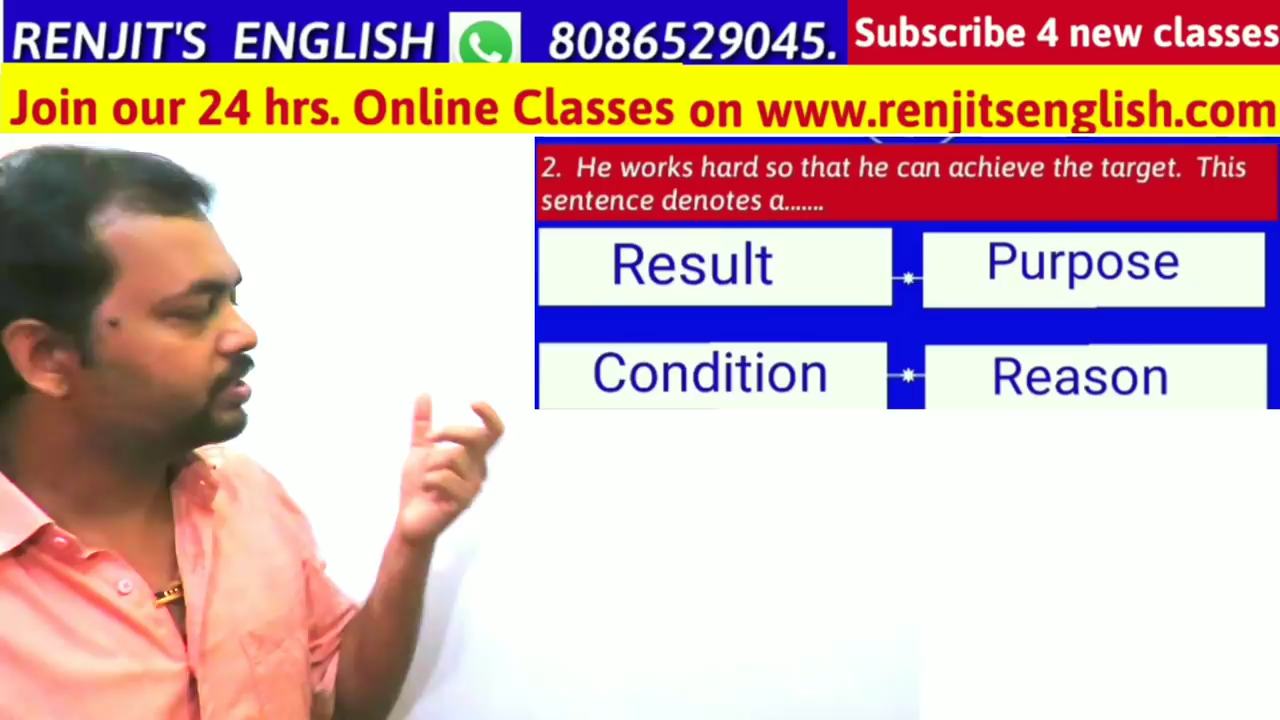 RENJIT'S ENGLISH 8086529045. Subscribe 4 new classes
Join our 24 hrs. Online Classes on www.renjitsenglish.com
2. He works hard so that he can achieve the target. This
sentence denotes a.......
Result Purpose
Condition Reason